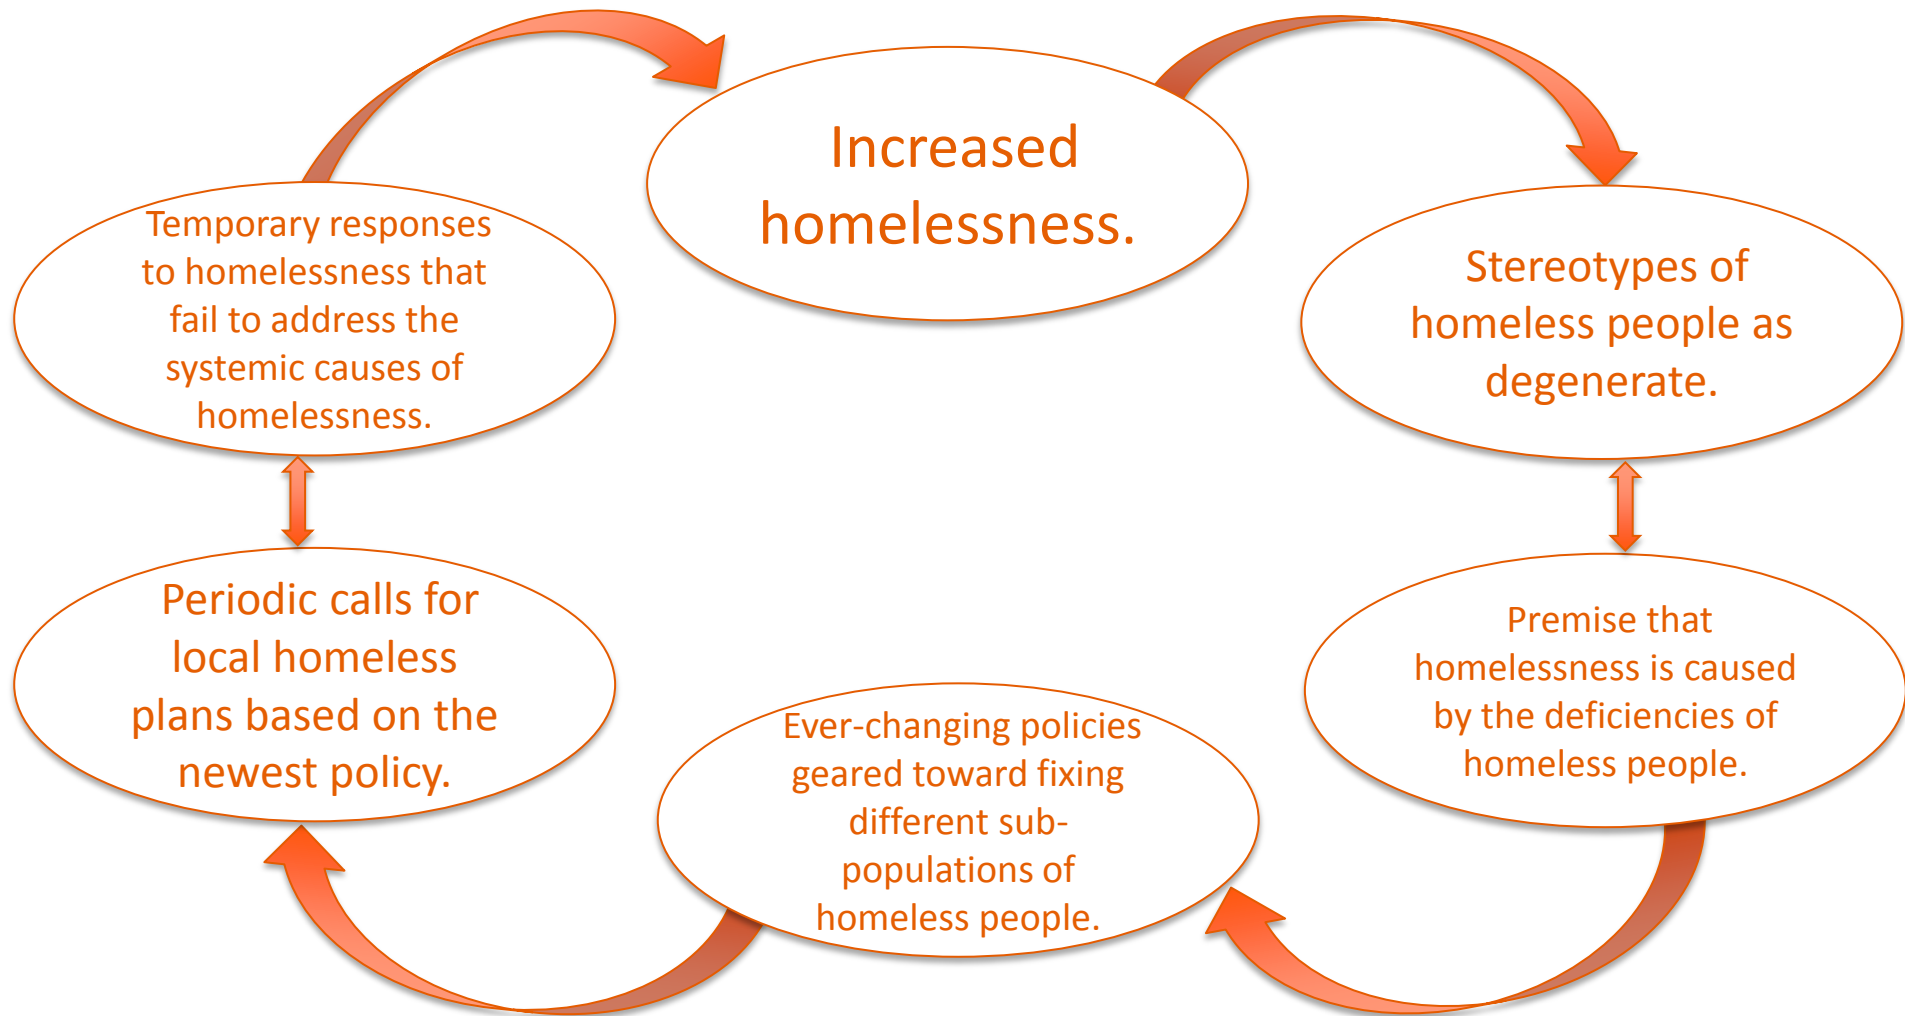 Increased
homelessness.
Stereotypes of
homeless people as
degenerate.
Premise that
homelessness is caused
by the deficiencies of
homeless people.
Ever-changing policies
geared toward fixing
different sub-
populations of
homeless people.
Periodic calls for
local homeless
plans based on the
newest policy.
Temporary responses
to homelessness that
fail to address the
systemic causes of
homelessness.